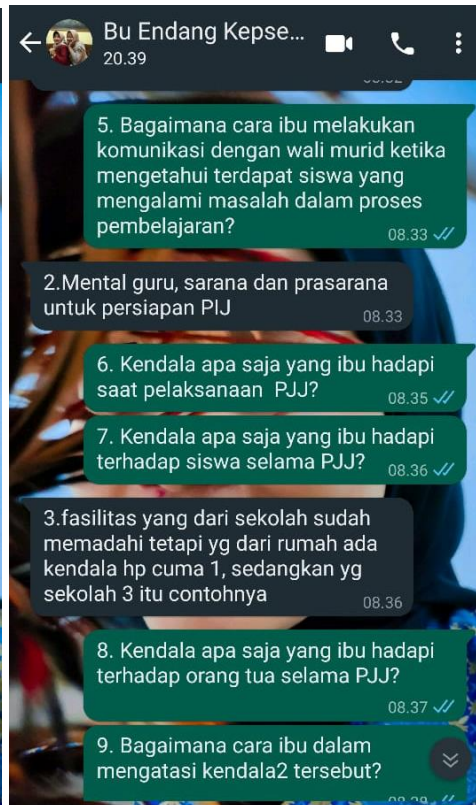 Bu Endang Kepse...
20.39
5. Bagaimana cara ibu melakukan
komunikasi dengan wali murid ketika
mengetahui terdapat siswa yang
mengalami masalah dalam proses
pembelajaran?
08.33
2.Mental guru, sarana dan prasarana
untuk persiapan PIJ
08.33
6. Kendala apa saja yang ibu hadapi
saat pelaksanaan PJJ?
08.35
7. Kendala apa saja yang ibu hadapi
terhadap siswa selama PJJ?
08.36
3.fasilitas yang dari sekolah sudah
memadahi tetapi yg dari rumah ada
kendala hp cuma 1, sedangkan yg
sekolah 3 itu contohnya
08.36
8. Kendala apa saja yang ibu hadapi
terhadap orang tua selama PJJ?
08.37
9. Bagaimana cara ibu dalam
mengatasi kendala2 tersebut?